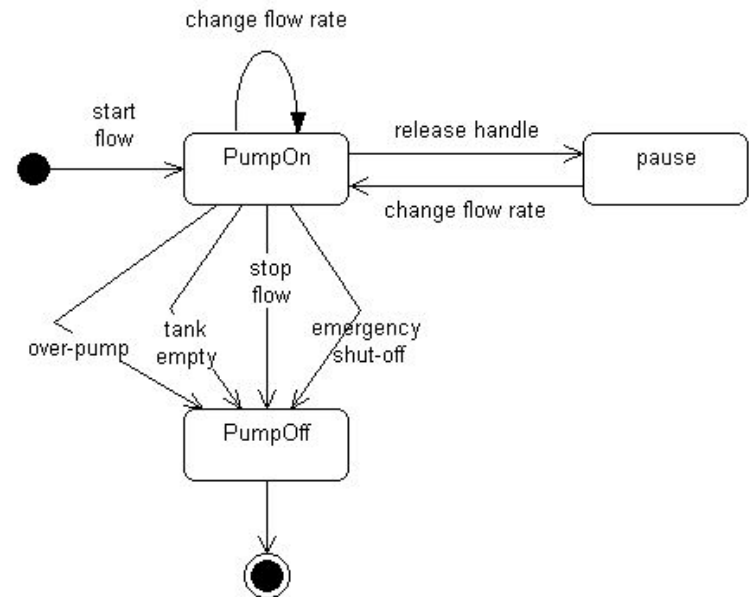 change flow rate
start
flow
PumpOn
release handle
pause
change flow rate
stop
flow
over-pump
tank
empty
emergency
shut-off
PumpOff